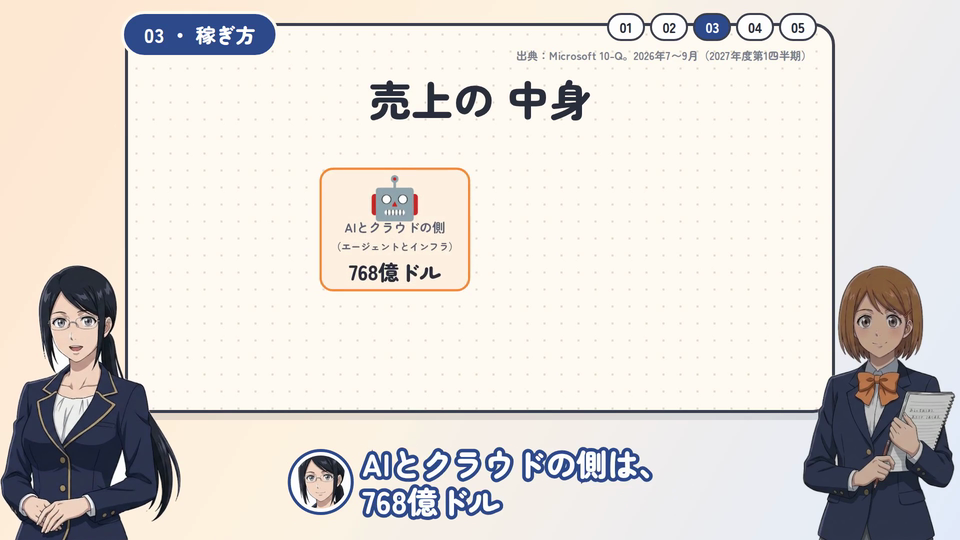 03 ・ 稼ぎ方
01 02 03 04 05
出典：Microsoft 10-Q。2026年7〜9月（2027年度第1四半期）
売上の 中身
AIとクラウドの側
（エージェントとインフラ）
768億ドル
AIとクラウドの側は、
768億ドル